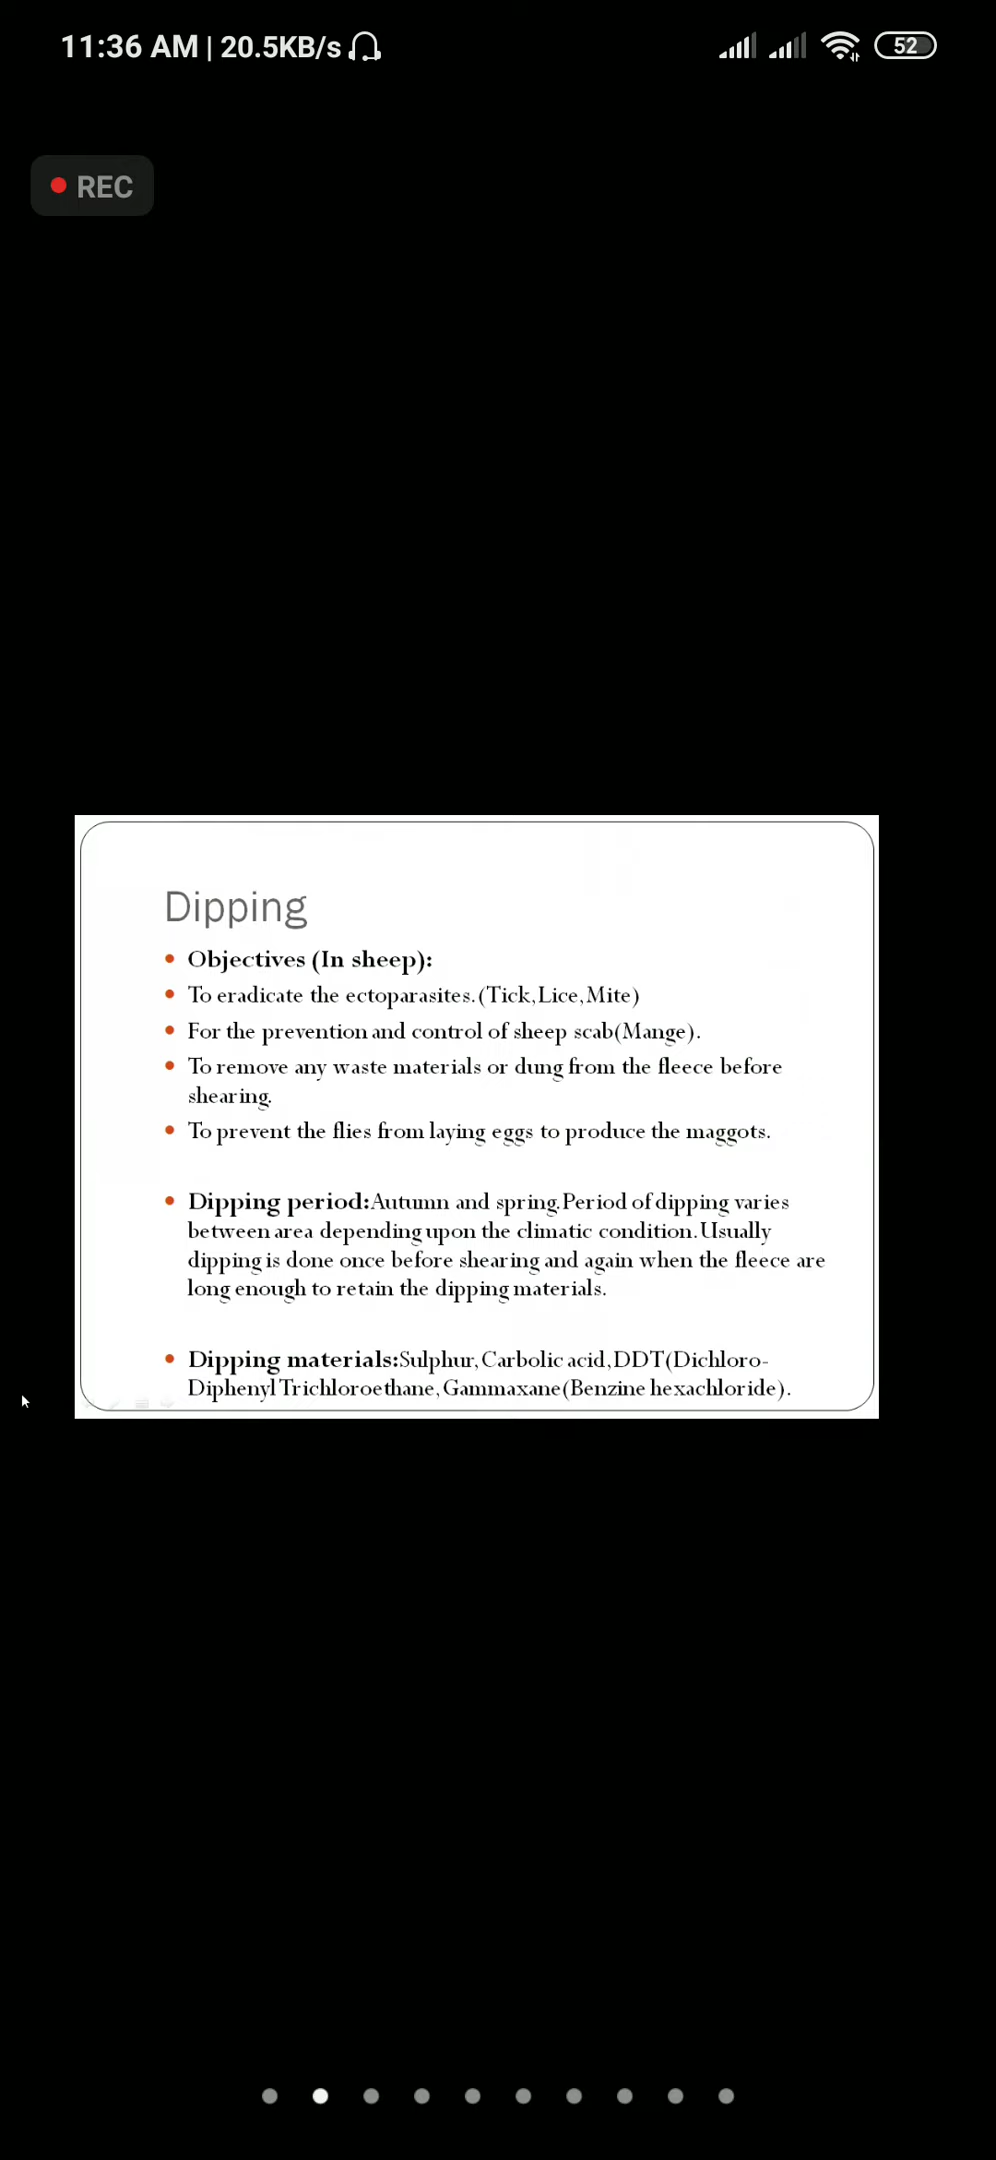 11:36 AM | 20.5KB/s
52
REC
Dipping
Objectives (In sheep):
To eradicate the ectoparasites.(Tick,Lice,Mite)
For the prevention and control of sheep scab(Mange).
To remove any waste materials or dung from the fleece before
shearing.
To prevent the flies from laying eggs to produce the maggots.
Dipping period:Autumn and spring.Period of dipping varies
between area depending upon the climatic condition.Usually
dipping is done once before shearing and again when the fleece are
long enough to retain the dipping materials.
Dipping materials:Sulphur,Carbolic acid,DDT(Dichloro-
Diphenyl Trichloroethane,Gammaxane(Benzine hexachloride).